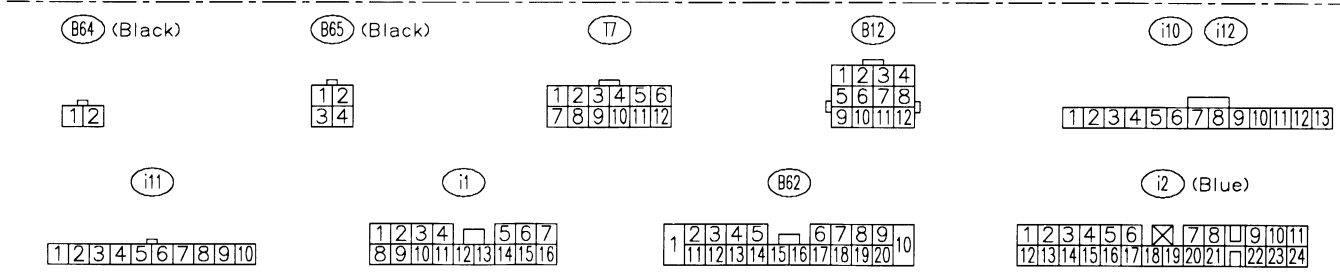 B64 (Black) B65 (Black) T7 B12 i10 i12
1 2 3 4
1 2 1 2 3 4 5 6 5 6 7 8
1 2 3 4 7 8 9 10 11 12 9 10 11 12 1 2 3 4 5 6 7 8 9 10 11 12 13
i11 i1 B62 i2 (Blue)
1 2 3 4 5 6 7 1 2 3 4 5 6 7 8 9 10 1 2 3 4 5 6 7 8 9 10 11
1 2 3 4 5 6 7 8 9 10 8 9 10 11 12 13 14 15 16 11 12 13 14 15 16 17 18 19 20 12 13 14 15 16 17 18 19 20 21 22 23 24